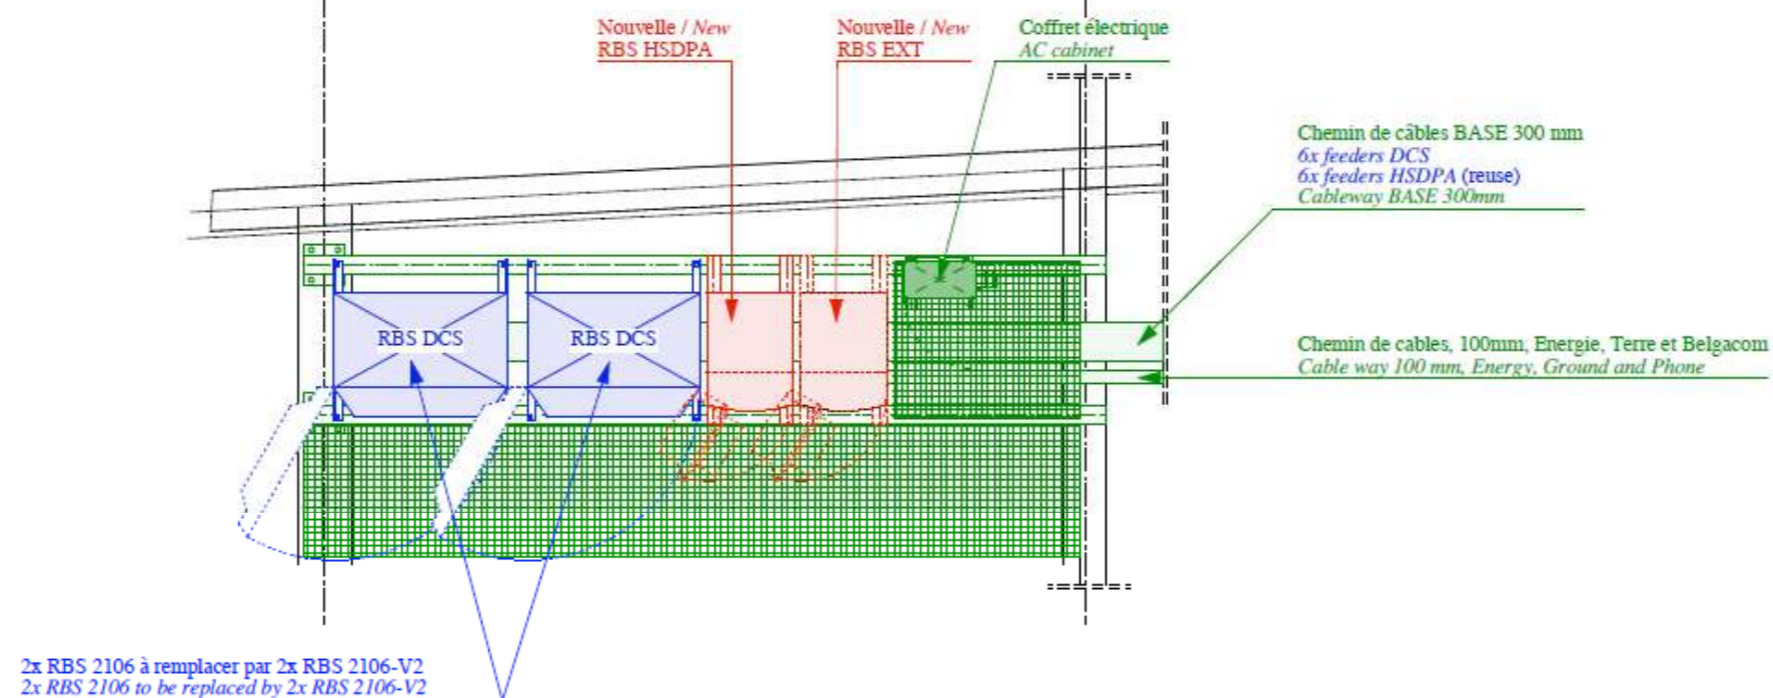 Nouvelle / New
RBS HSDPA
Nouvelle / New
RBS EXT
Coffret électrique
AC cabinet
Chemin de câbles BASE 300 mm
6x feeders DCS
6x feeders HSDPA (reuse)
Cableway BASE 300mm
RBS DCS
RBS DCS
Chemin de cables, 100mm, Energie, Terre et Belgacom
Cable way 100 mm, Energy, Ground and Phone
2x RBS 2106 à remplacer par 2x RBS 2106-V2
2x RBS 2106 to be replaced by 2x RBS 2106-V2